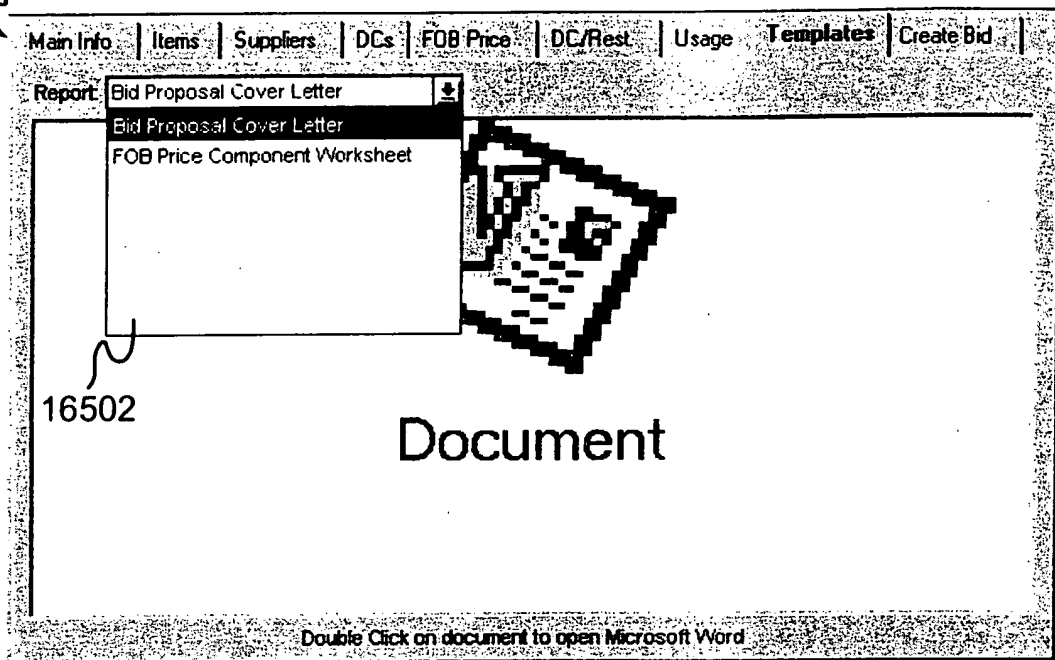 Main Info Items Suppliers DCs FOB Price DC/Rest Usage Templates Create Bid
Report: Bid Proposal Cover Letter
Bid Proposal Cover Letter
FOB Price Component Worksheet
16502
Document
Double Click on document to open Microsoft Word